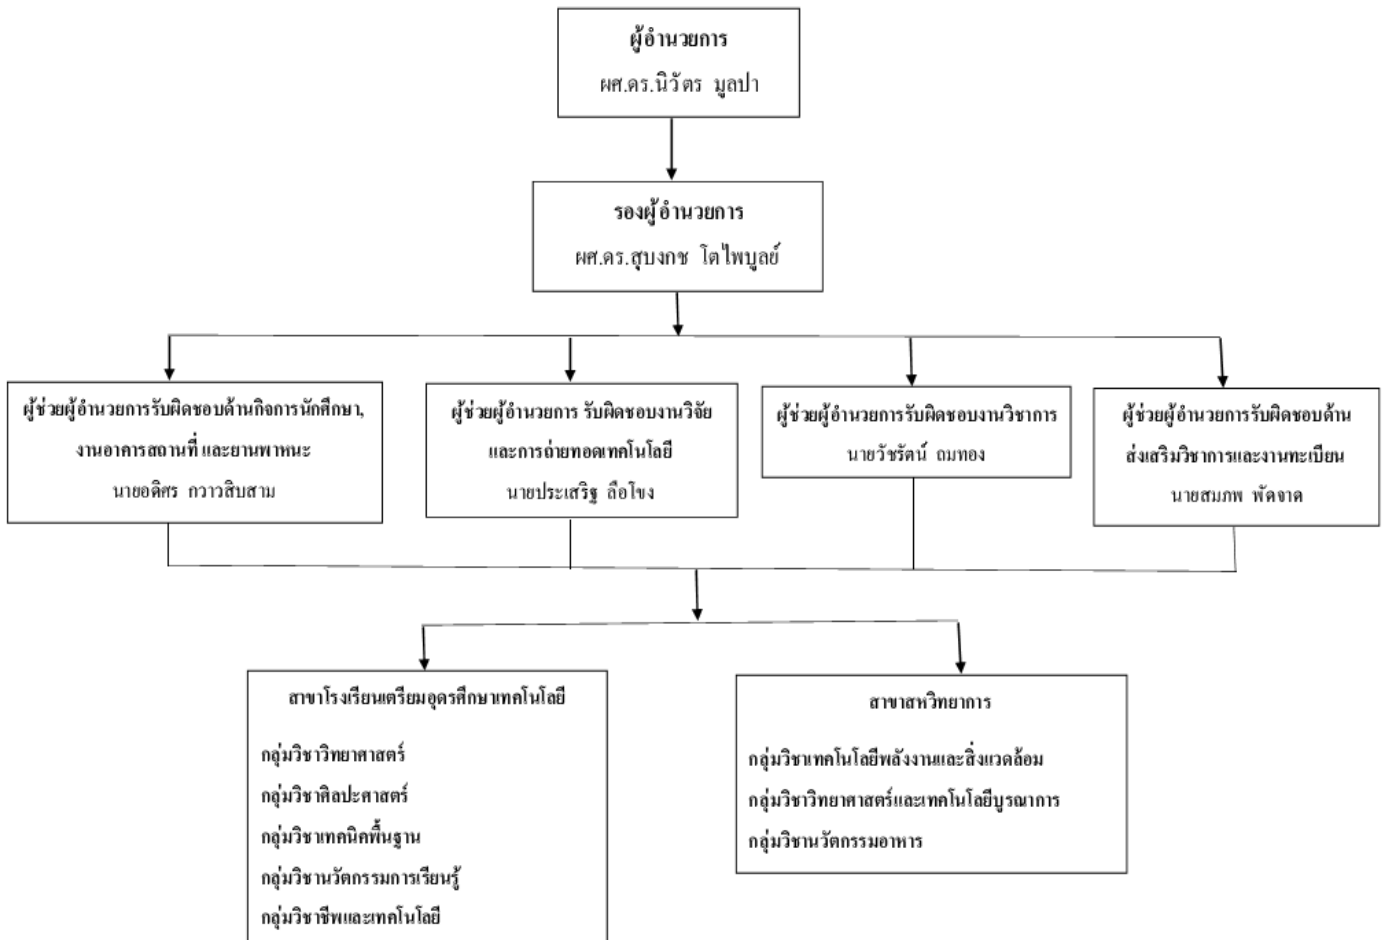 ผู้อำนวยการ
ผศ.ดร.นิวัตร มูลปา
รองผู้อำนวยการ
ผศ.ดร.สุบงกช โตไพบูลย์
ผู้ช่วยผู้อำนวยการรับผิดชอบด้านกิจการนักศึกษา,
งานอาคารสถานที่ และยานพาหนะ
นายอดิศร กวาวสิบสาม
ผู้ช่วยผู้อำนวยการ รับผิดชอบงานวิจัย
และการถ่ายทอดเทคโนโลยี
นายประเสริฐ ลือโขง
ผู้ช่วยผู้อำนวยการรับผิดชอบงานวิชาการ
นายวัชรัตน์ ถมทอง
ผู้ช่วยผู้อำนวยการรับผิดชอบด้าน
ส่งเสริมวิชาการและงานทะเบียน
นายสมภพ พัดจาด
สาขาโรงเรียนเตรียมอุดรศึกษาเทคโนโลยี
กลุ่มวิชาวิทยาศาสตร์
กลุ่มวิชาศิลปะศาสตร์
กลุ่มวิชาเทคนิคพื้นฐาน
กลุ่มวิชานวัตกรรมการเรียนรู้
กลุ่มวิชาชีพและเทคโนโลยี
สาขาสหวิทยาการ
กลุ่มวิชาเทคโนโลยีพลังงานและสิ่งแวดล้อม
กลุ่มวิชาวิทยาศาสตร์และเทคโนโลยีบูรณาการ
กลุ่มวิชานวัตกรรมอาหาร